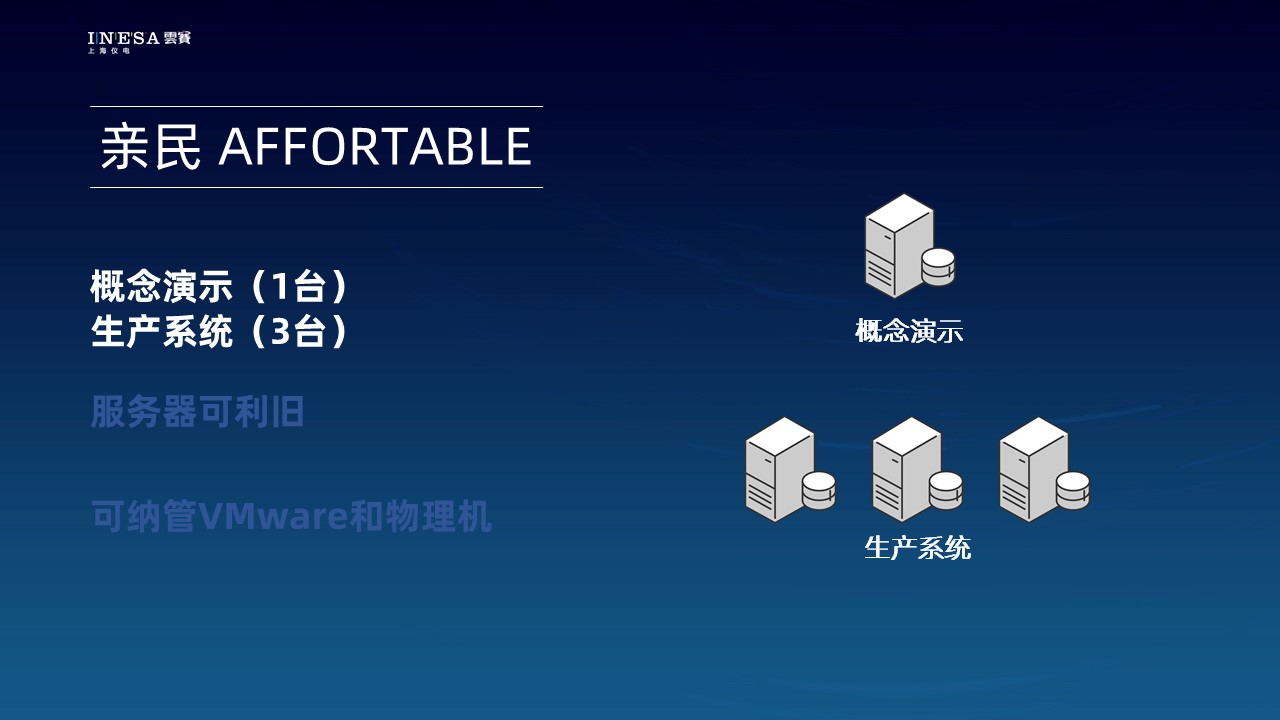 INESA 雲賽
上海仪电
亲民 AFFORTABLE
概念演示（1台）
生产系统（3台）
服务器可利旧
可纳管VMware和物理机
概念演示
生产系统